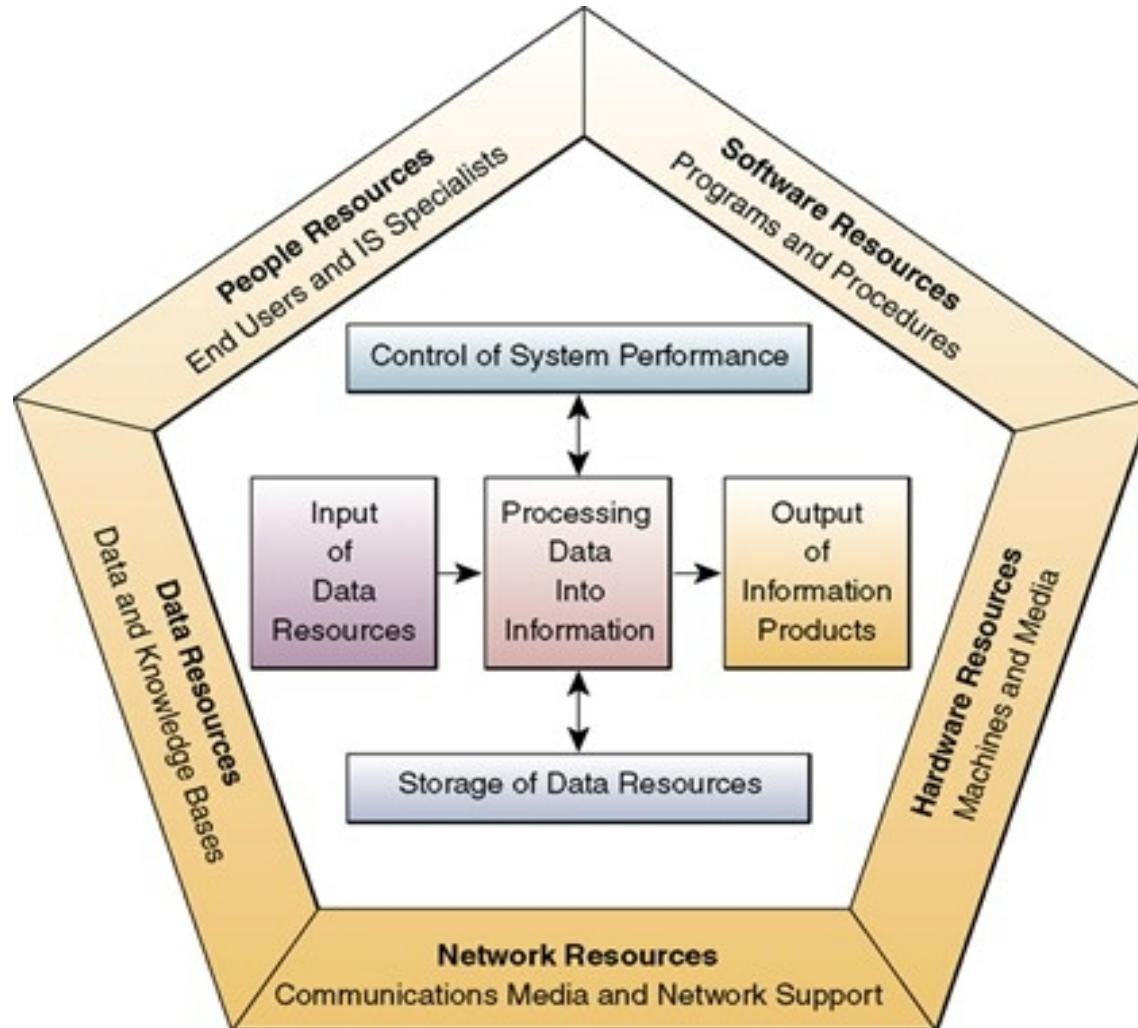 People Resources
End Users and IS Specialists
Software Resources
Programs and Procedures
Control of System Performance
Input
of
Data
Resources
Processing
Data
Into
Information
Output
of
Information
Products
Data Resources
Data and Knowledge Bases
Hardware Resources
Machines and Media
Storage of Data Resources
Network Resources
Communications Media and Network Support